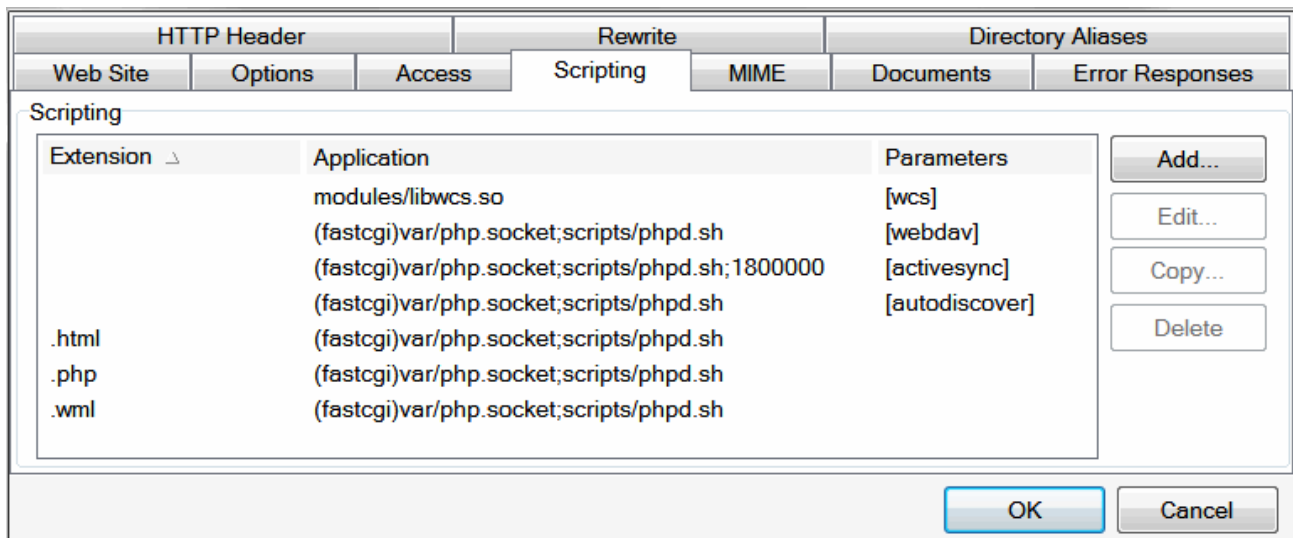 HTTP Header Rewrite Directory Aliases
Web Site Options Access Scripting MIME Documents Error Responses
Scripting
Extension Application Parameters Add...
modules/libwcs.so [wcs]
Edit...
(fastcgi)var/php.socket;scripts/phpd.sh [webdav]
(fastcgi)var/php.socket;scripts/phpd.sh;1800000 [activesync] Copy...
(fastcgi)var/php.socket;scripts/phpd.sh [autodiscover]
Delete
.html (fastcgi)var/php.socket;scripts/phpd.sh
.php (fastcgi)var/php.socket;scripts/phpd.sh
.wml (fastcgi)var/php.socket;scripts/phpd.sh
OK Cancel